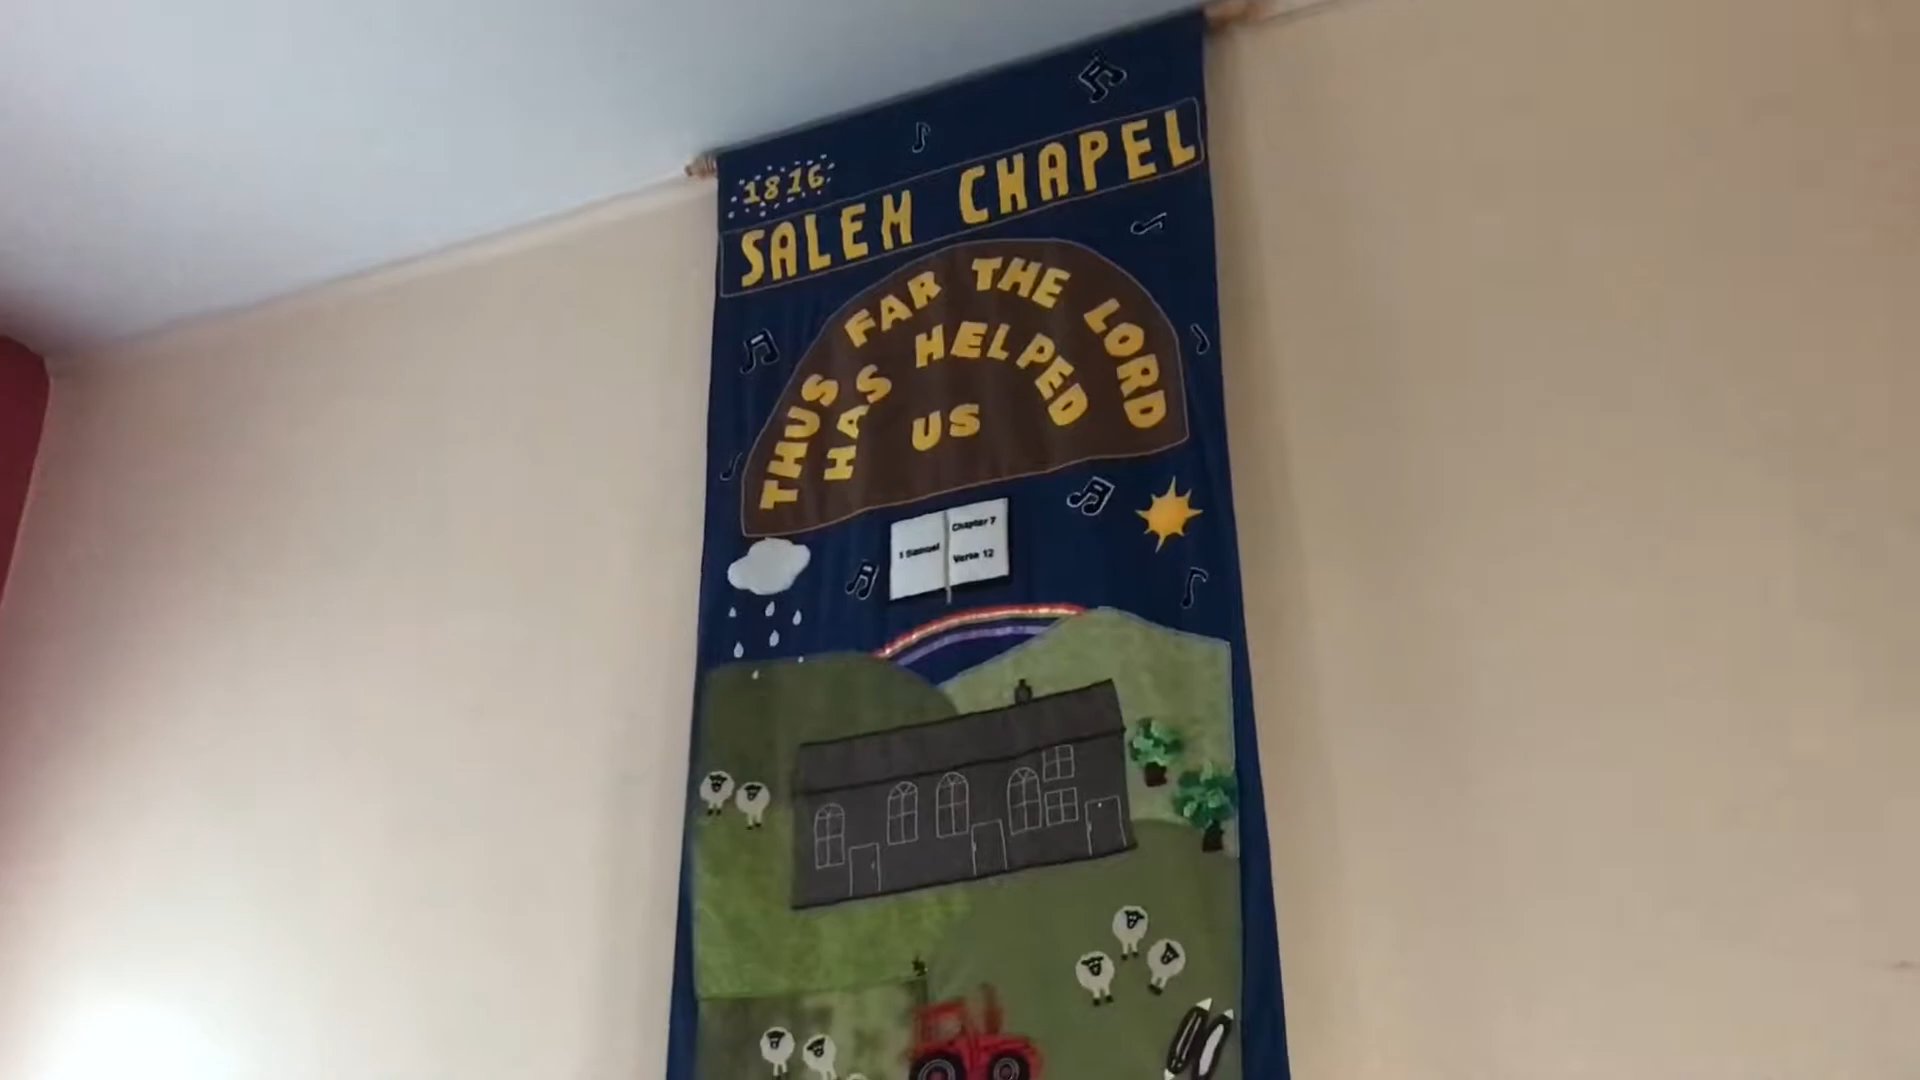 1816
SALEM CHAPEL
THUS FAR THE LORD
HAS HELPED
US
1 Samuel
Chapter 7
Verse 12